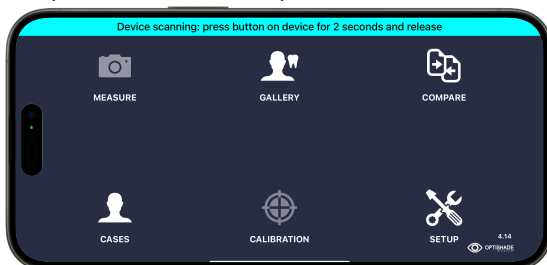 Device scanning: press button on device for 2 seconds and release
MEASURE
GALLERY
COMPARE
CASES
CALIBRATION
SETUP
4.14
OPTISHADE